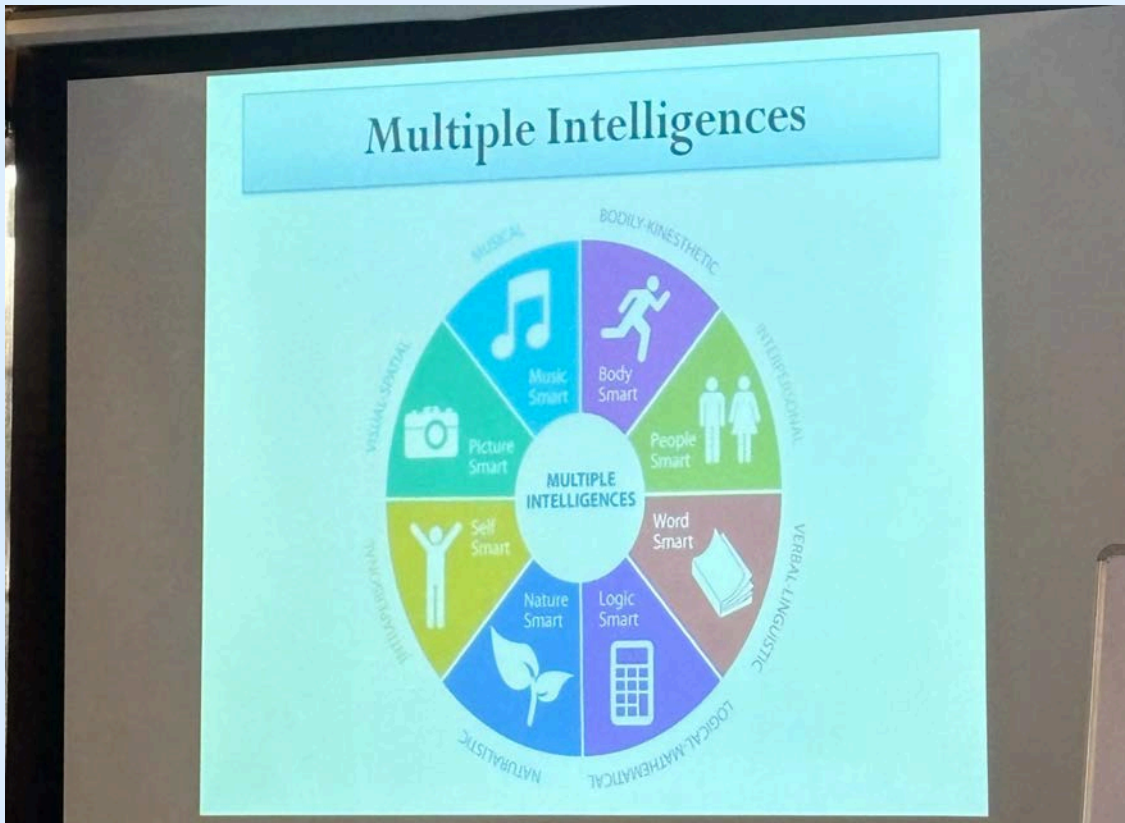 Multiple Intelligences
MUSICAL
BODILY-KINESTHETIC
INTERPERSONAL
VERBAL-LINGUISTIC
LOGICAL-MATHEMATICAL
NATURALISTIC
INTRAPERSONAL
VISUAL-SPATIAL
Music
Smart
Body
Smart
People
Smart
Word
Smart
Logic
Smart
Nature
Smart
Self
Smart
Picture
Smart
MULTIPLE
INTELLIGENCES